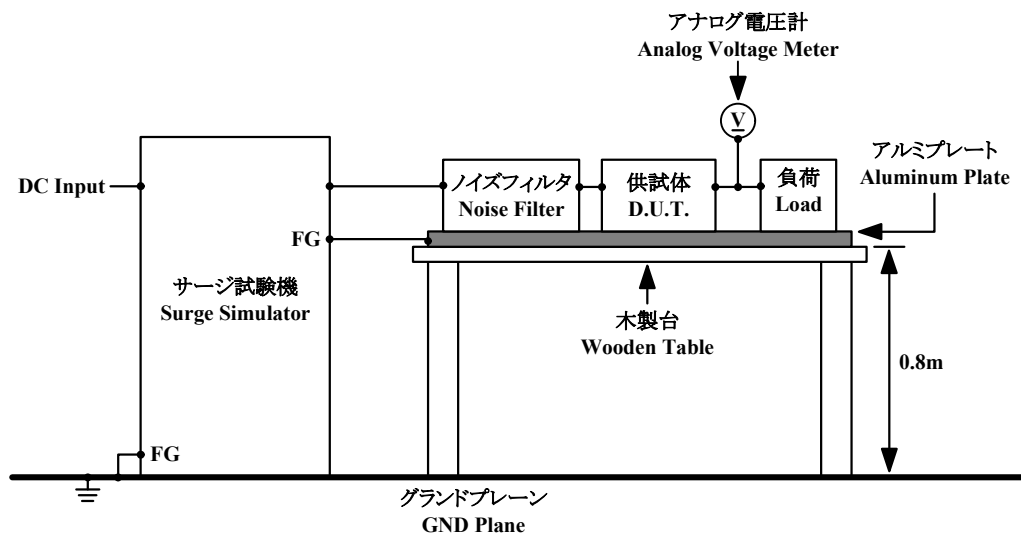 アナログ電圧計
Analog Voltage Meter
V
アルミプレート
Aluminum Plate
DC Input
ノイズフィルタ
Noise Filter
供試体
D.U.T.
負荷
Load
FG
サージ試験機
Surge Simulator
木製台
Wooden Table
0.8m
FG
グランドプレーン
GND Plane